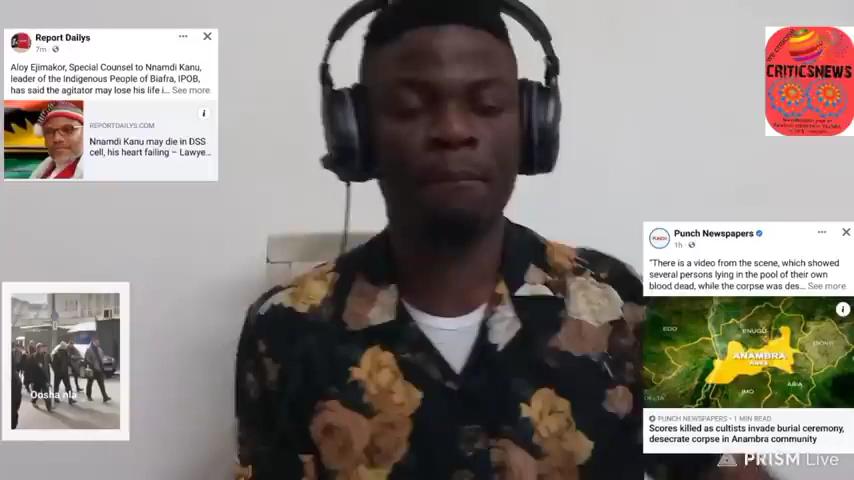 Report Dailys
7m
Aloy Ejimakor, Special Counsel to Nnamdi Kanu,
leader of the Indigenous People of Biafra, IPOB,
has said the agitator may lose his life i... See more
REPORTDAILYS.COM
Nnamdi Kanu may die in DSS
cell, his heart failing – Lawye...
CRITICSNEWS
Punch Newspapers
PUNCH
1h
"There is a video from the scene, which showed
several persons lying in the pool of their own
blood dead, while the corpse was des... See more
EDO
ENUGU
EBONYI
ANAMBRA
AWKA
DELTA
IMO
ABIA
PUNCH NEWSPAPERS • 1 MIN READ
Scores killed as cultists invade burial ceremony,
desecrate corpse in Anambra community
Oosha nla
PRISM Live